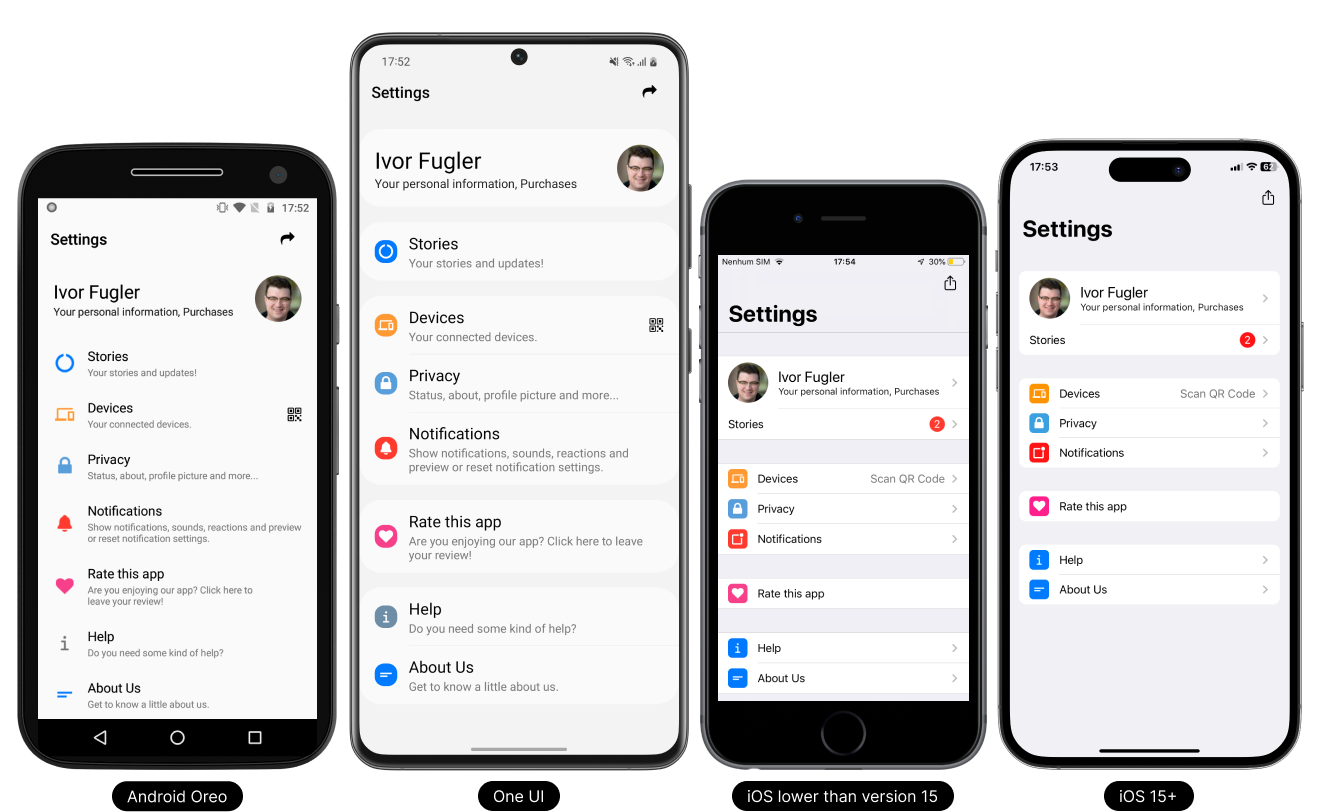 17:52
Settings
Ivor Fugler
Your personal information, Purchases
Stories
Your stories and updates!
Devices
Your connected devices.
Privacy
Status, about, profile picture and more...
Notifications
Show notifications, sounds, reactions and preview
or reset notification settings.
Rate this app
Are you enjoying our app? Click here to
leave your review!
Help
Do you need some kind of help?
About Us
Get to know a little about us.
Android Oreo
17:52
Settings
Ivor Fugler
Your personal information, Purchases
Stories
Your stories and updates!
Devices
Your connected devices.
Privacy
Status, about, profile picture and more...
Notifications
Show notifications, sounds, reactions and
preview or reset notification settings.
Rate this app
Are you enjoying our app? Click here to leave
your review!
Help
Do you need some kind of help?
About Us
Get to know a little about us.
One UI
Nenhum SIM 17:54 30%
Settings
Ivor Fugler
Your personal information, Purchases
Stories 2
Devices Scan QR Code
Privacy
Notifications
Rate this app
Help
About Us
iOS lower than version 15
17:53 62
Settings
Ivor Fugler
Your personal information, Purchases
Stories 2
Devices Scan QR Code
Privacy
Notifications
Rate this app
Help
About Us
iOS 15+